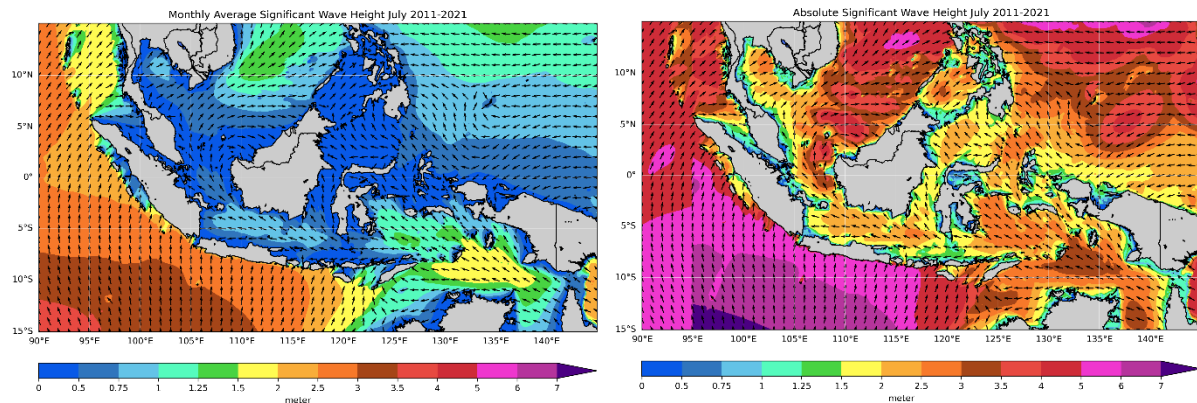 Monthly Average Significant Wave Height July 2011-2021
10°N
5°N
0°
5°S
10°S
15°S
90°E 95°E 100°E 105°E 110°E 115°E 120°E 125°E 130°E 135°E 140°E
0 0.5 0.75 1 1.25 1.5 2 2.5 3 3.5 4 5 6 7
meter
Absolute Significant Wave Height July 2011-2021
10°N
5°N
0°
5°S
10°S
15°S
90°E 95°E 100°E 105°E 110°E 115°E 120°E 125°E 130°E 135°E 140°E
0 0.5 0.75 1 1.25 1.5 2 2.5 3 3.5 4 5 6 7
meter